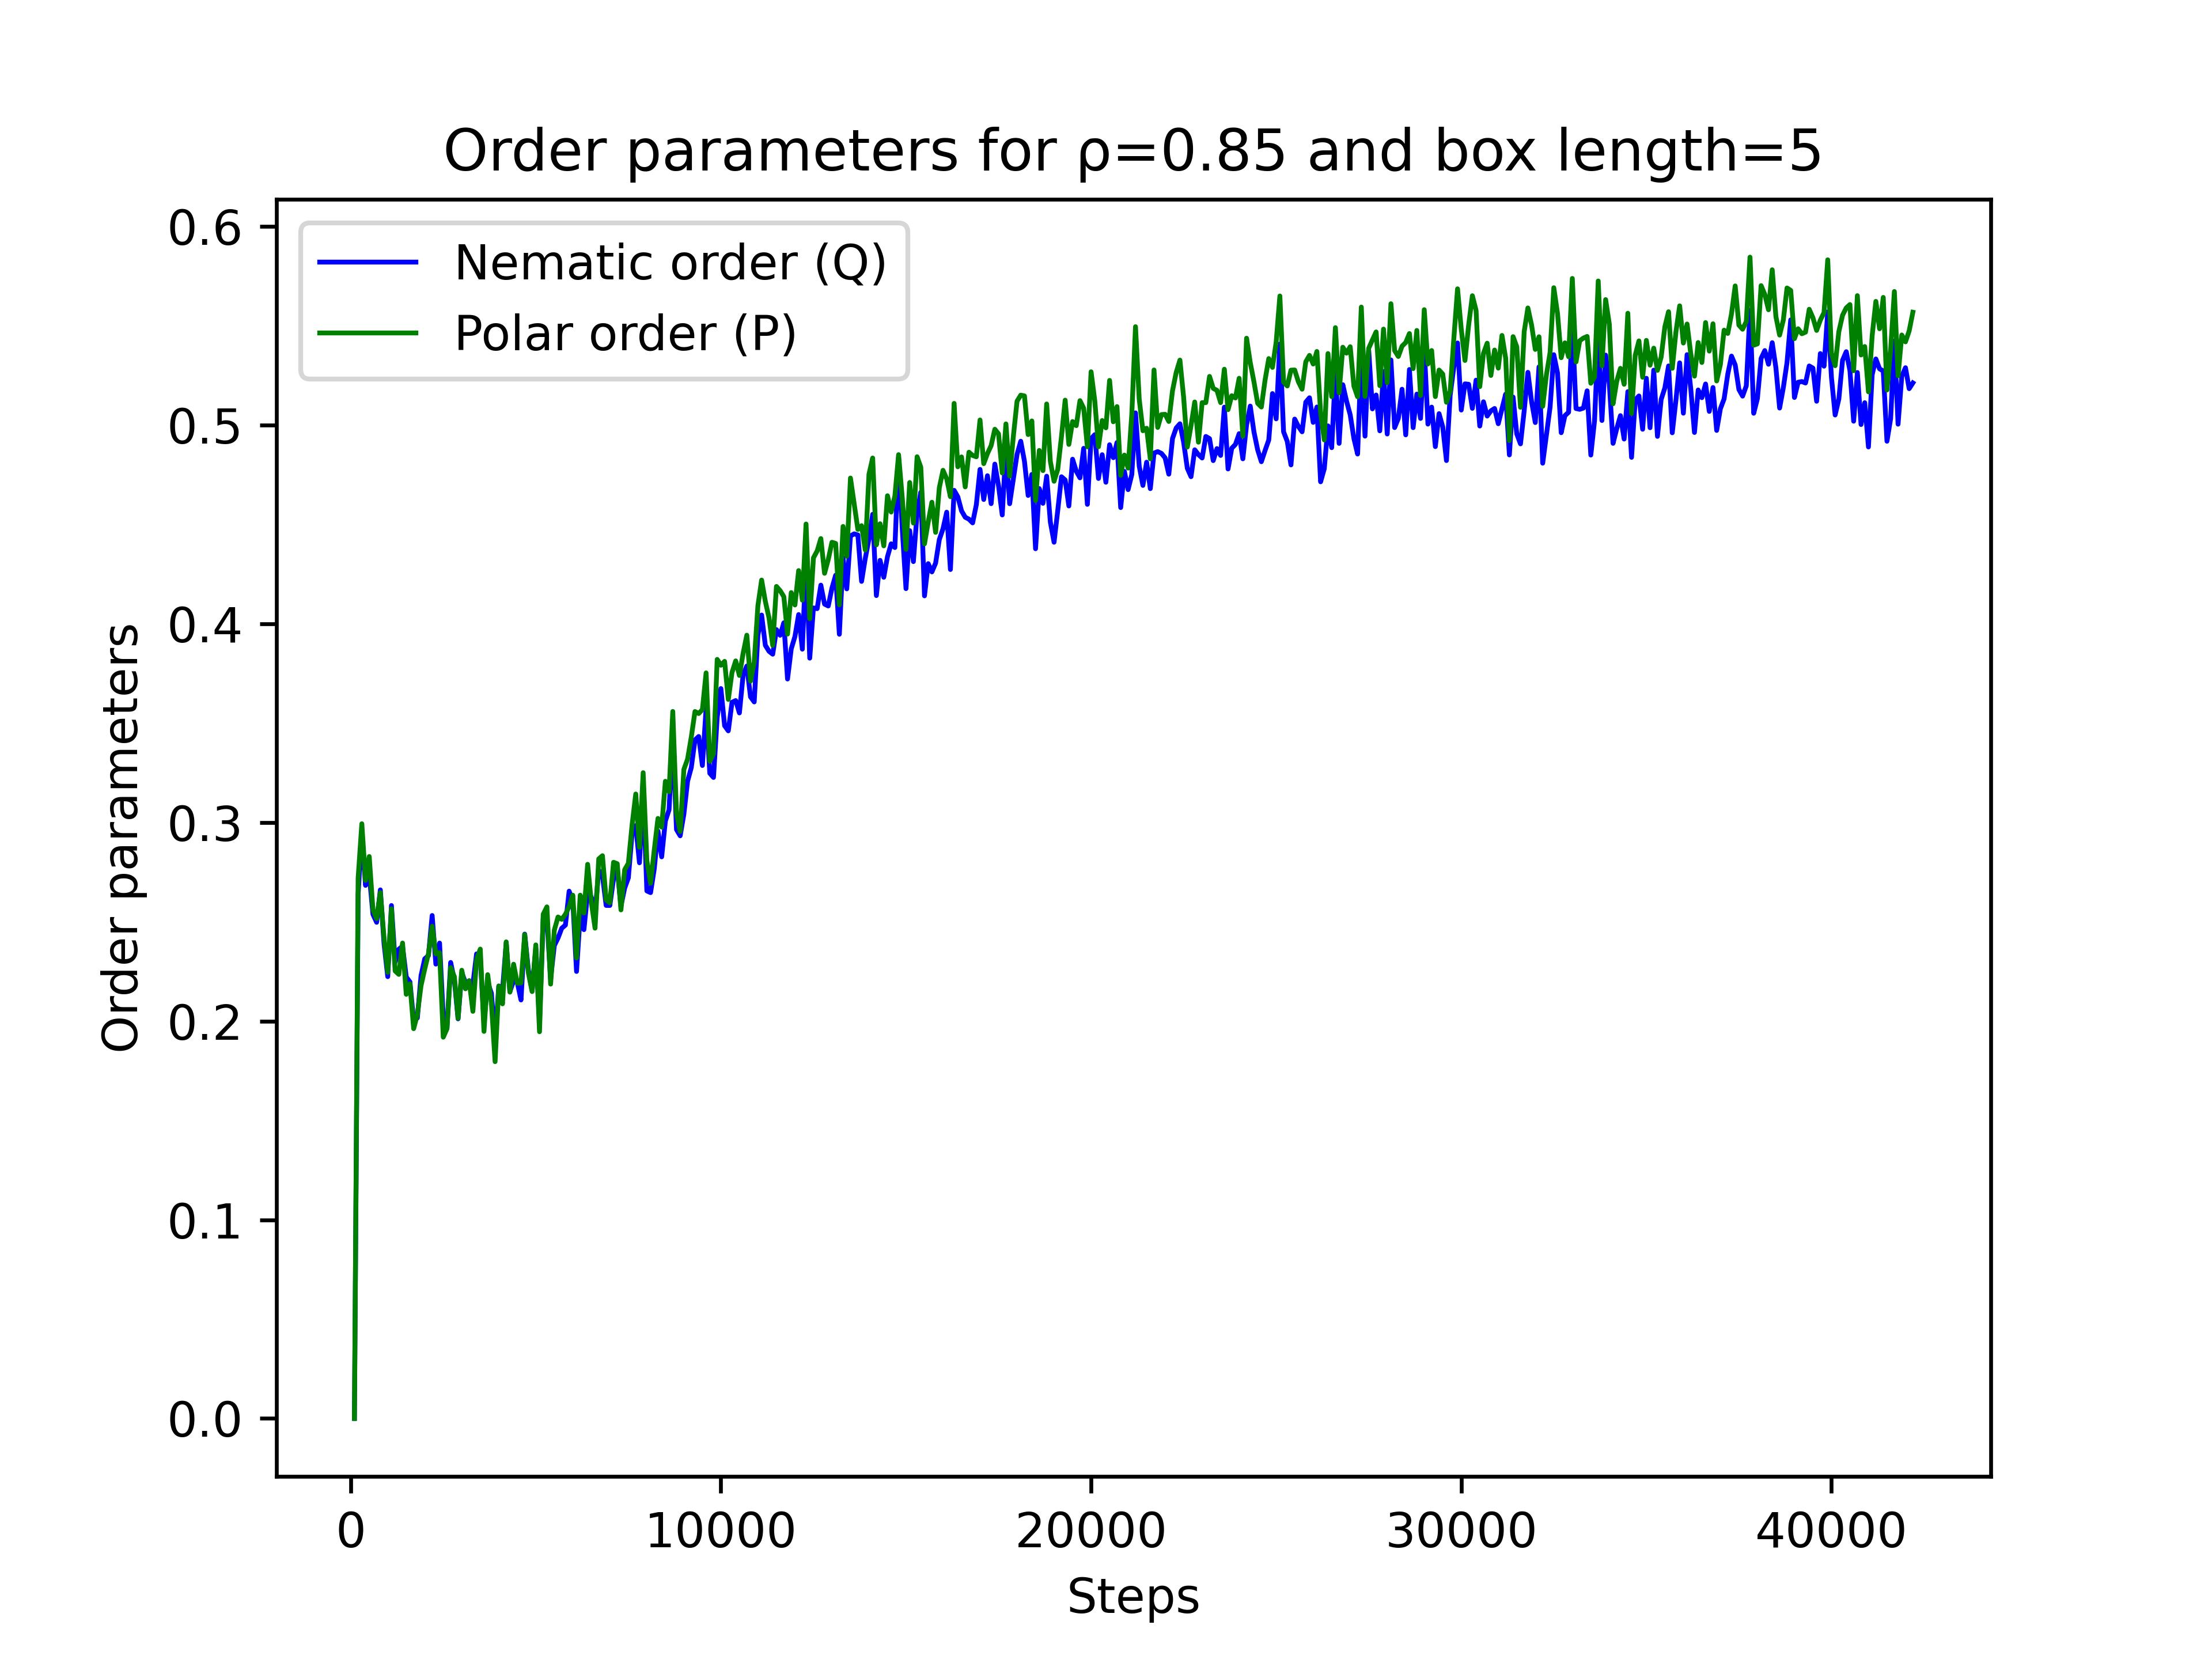 Order parameters for ρ=0.85 and box length=5
Nematic order (Q)
Polar order (P)
0.6
0.5
0.4
0.3
0.2
0.1
0.0
Order parameters
0 10000 20000 30000 40000
Steps